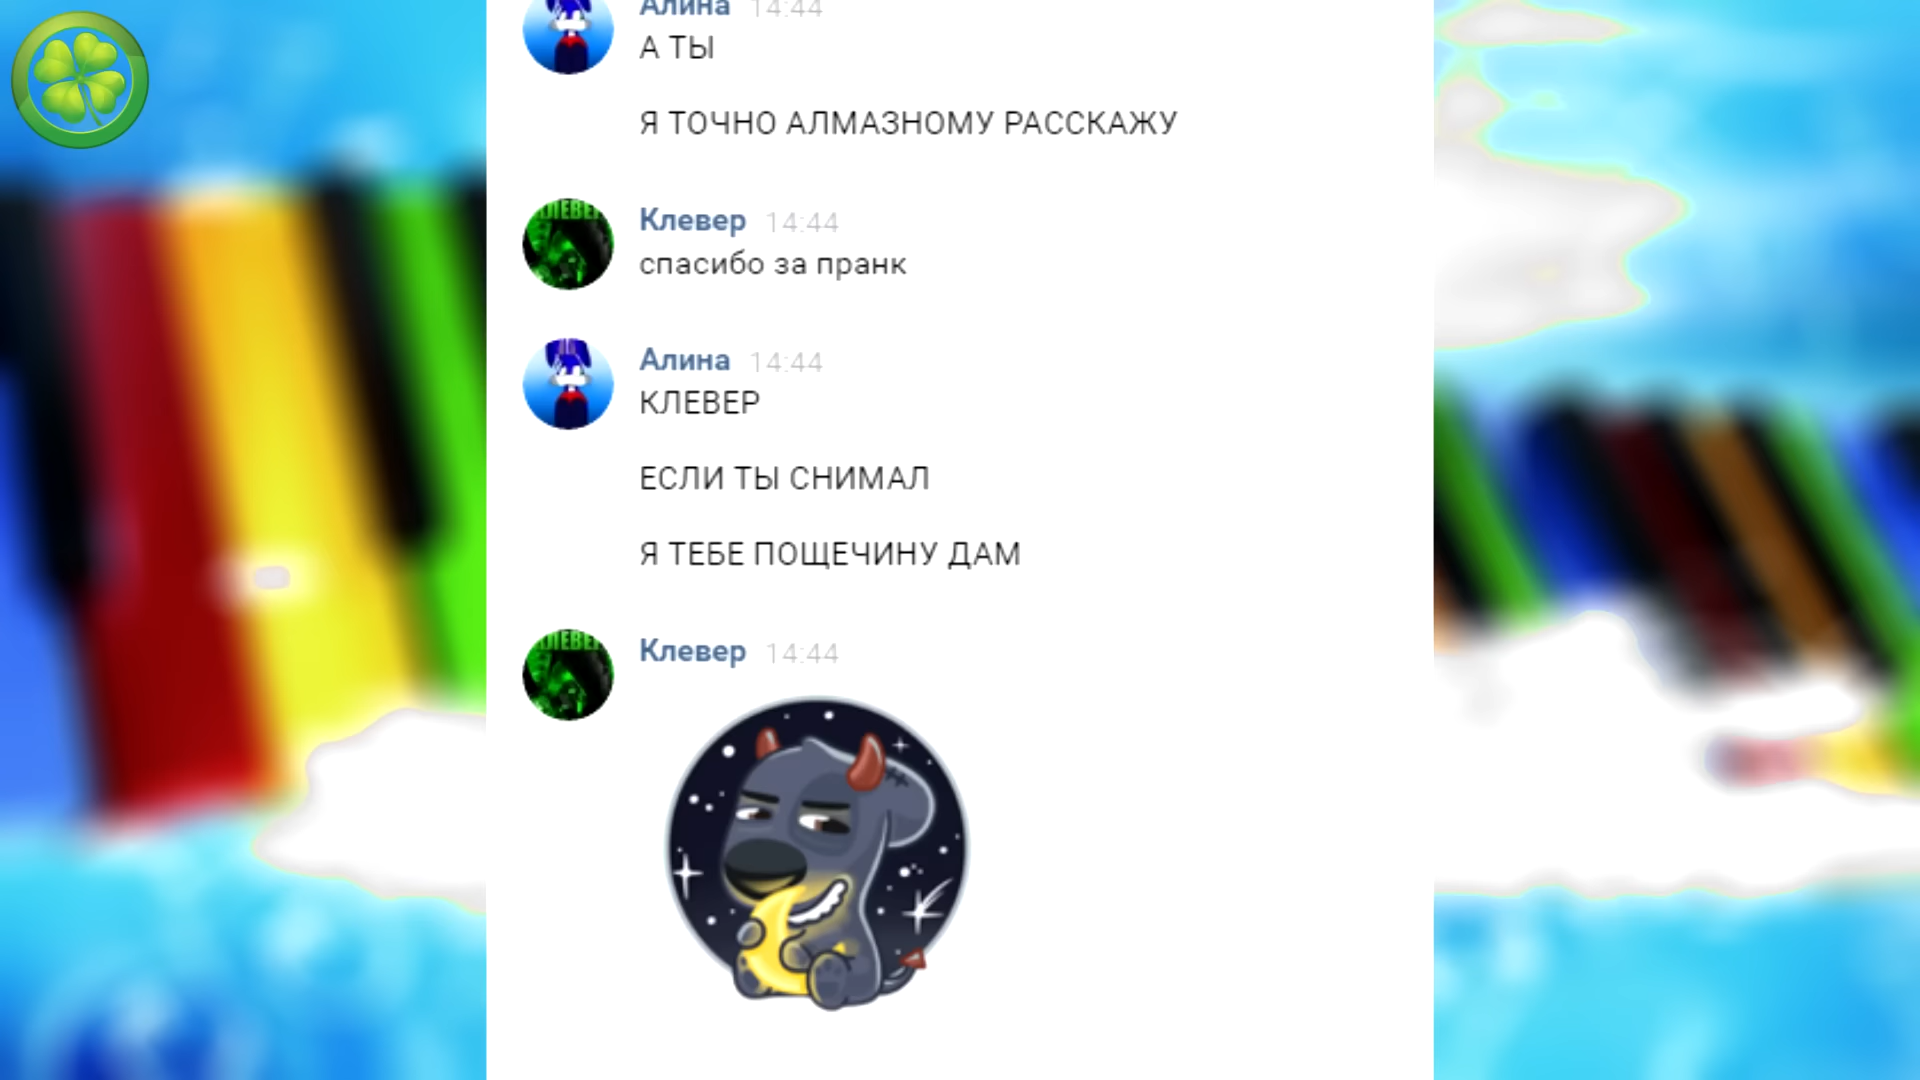 Алина 14:44
А ТЫ
Я ТОЧНО АЛМАЗНОМУ РАССКАЖУ
Клевер 14:44
спасибо за пранк
Алина 14:44
КЛЕВЕР
ЕСЛИ ТЫ СНИМАЛ
Я ТЕБЕ ПОЩЕЧИНУ ДАМ
Клевер 14:44